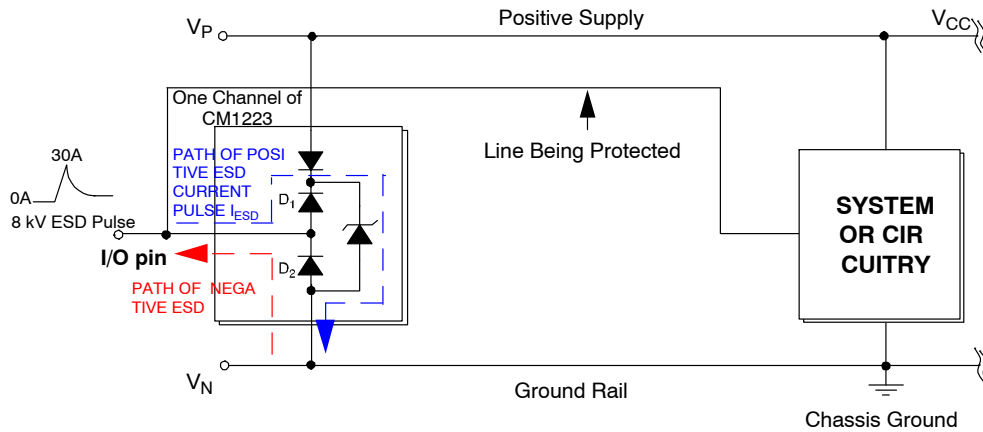 Positive Supply
VP
VCC
One Channel of
CM1223
PATH OF POSI
TIVE ESD
CURRENT
PULSE IESD
D1
D2
Line Being Protected
30A
0A
8 kV ESD Pulse
I/O pin
PATH OF NEGA
TIVE ESD
SYSTEM
OR CIR
CUITRY
VN
Ground Rail
Chassis Ground